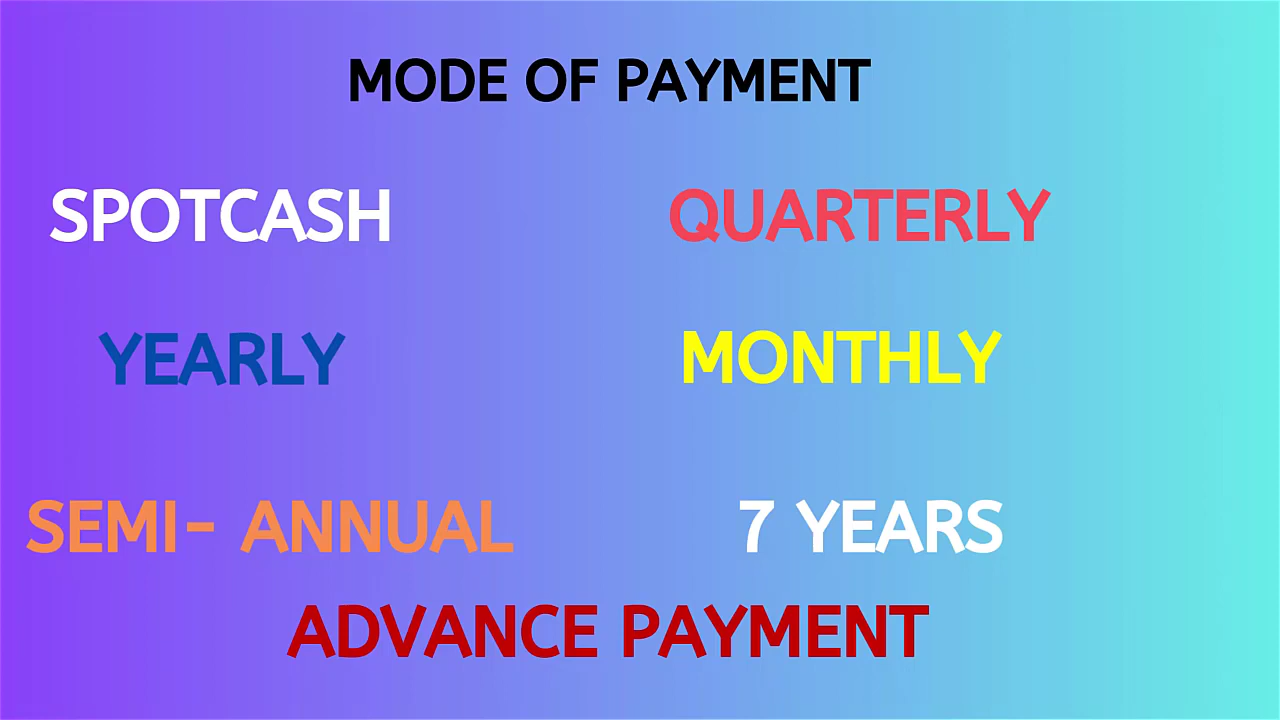 MODE OF PAYMENT
SPOTCASH
QUARTERLY
YEARLY
MONTHLY
SEMI- ANNUAL
7 YEARS
ADVANCE PAYMENT